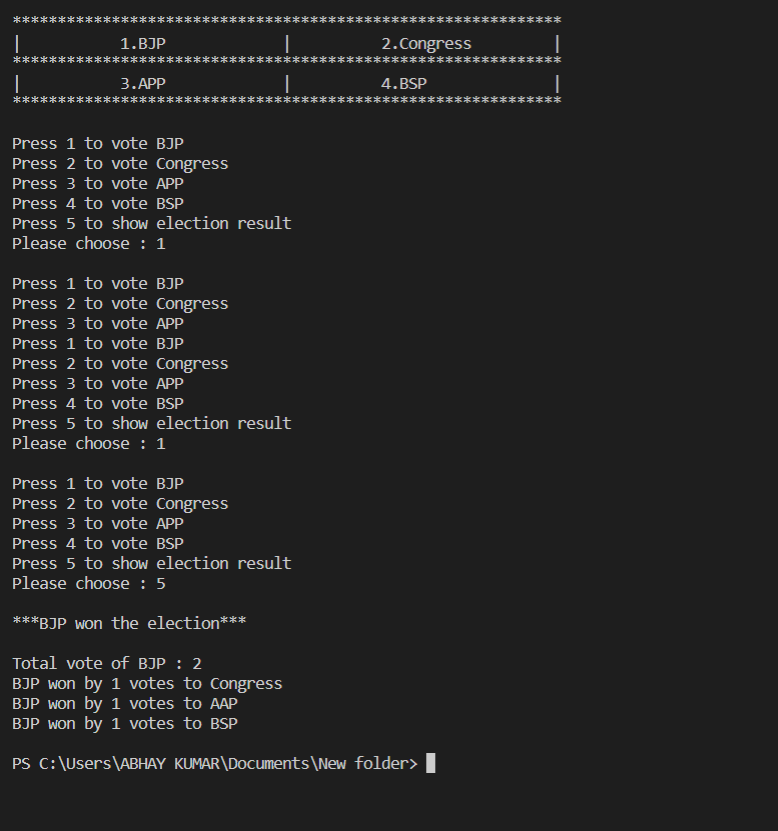 *************************************************************
|           1.BJP             |          2.Congress         |
*************************************************************
|           3.APP             |          4.BSP              |
*************************************************************
Press 1 to vote BJP
Press 2 to vote Congress
Press 3 to vote APP
Press 4 to vote BSP
Press 5 to show election result
Please choose : 1
Press 1 to vote BJP
Press 2 to vote Congress
Press 3 to vote APP
Press 1 to vote BJP
Press 2 to vote Congress
Press 3 to vote APP
Press 4 to vote BSP
Press 5 to show election result
Please choose : 1
Press 1 to vote BJP
Press 2 to vote Congress
Press 3 to vote APP
Press 4 to vote BSP
Press 5 to show election result
Please choose : 5
***BJP won the election***
Total vote of BJP : 2
BJP won by 1 votes to Congress
BJP won by 1 votes to AAP
BJP won by 1 votes to BSP
PS C:\Users\ABHAY KUMAR\Documents\New folder>